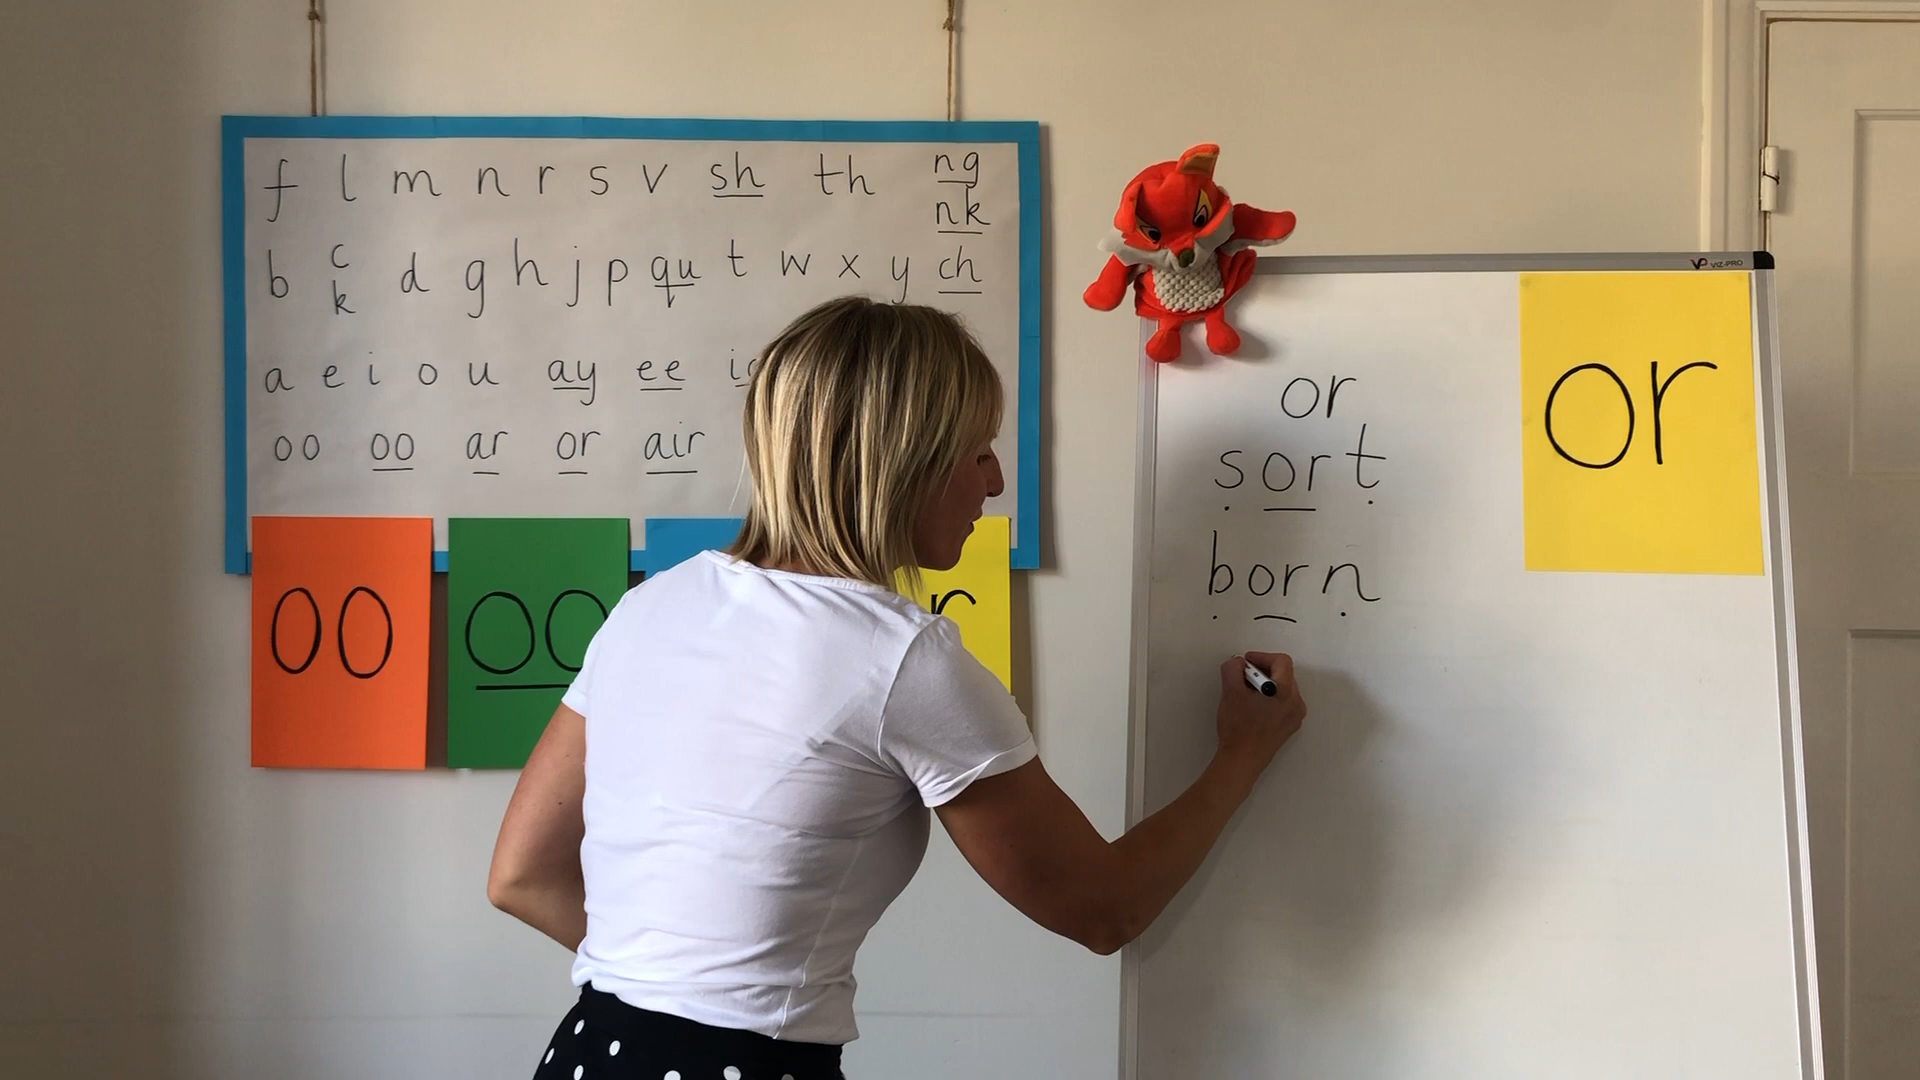 f l m n r s v sh th ng
nk
b c d g h j p qu t w x y ch
k
a e i o u ay ee
oo oo ar or air
oo
oo
r
VIZ-PRO
or
sort
born
or